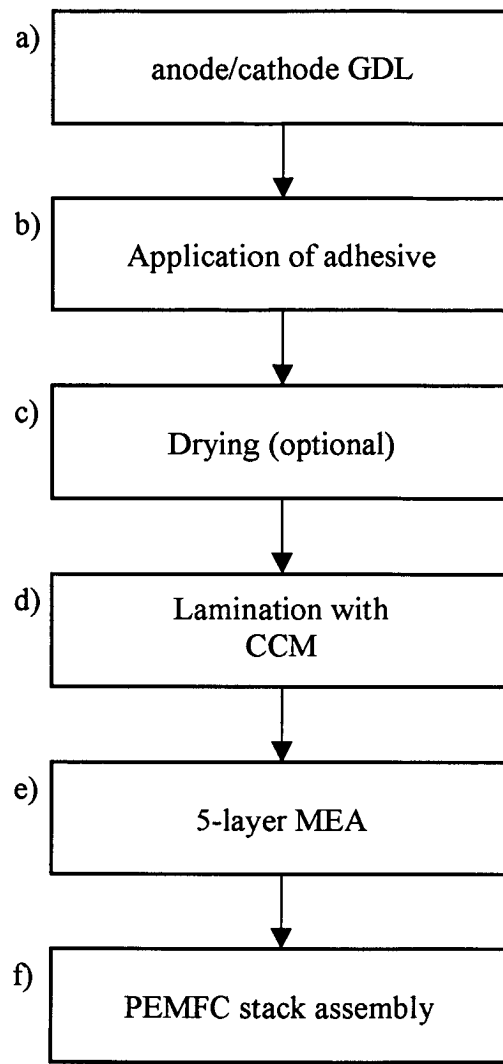 a)
anode/cathode GDL
b)
Application of adhesive
c)
Drying (optional)
d)
Lamination with
CCM
e)
5-layer MEA
f)
PEMFC stack assembly